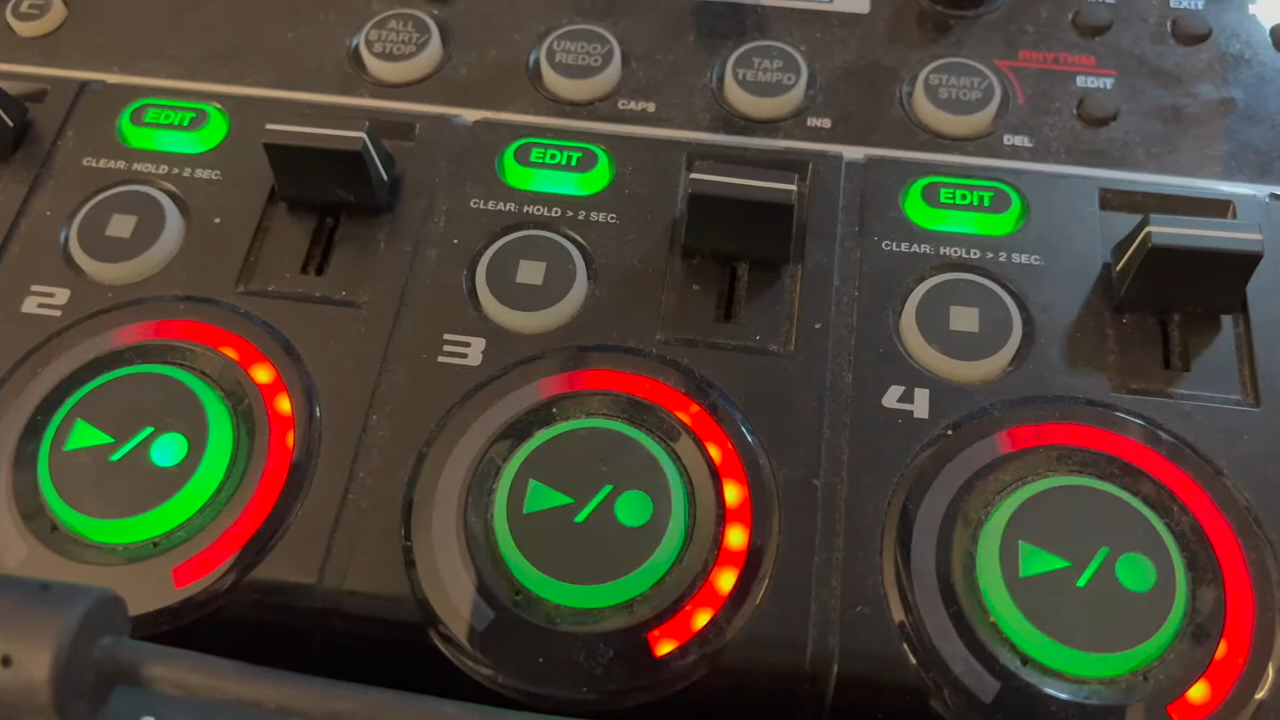 EXIT
ALL
START/
STOP
UNDO/
REDO
CAPS
TAP
TEMPO
INS
START/
STOP
DEL
RHYTHM
EDIT
EDIT
CLEAR: HOLD > 2 SEC.
2
EDIT
CLEAR: HOLD > 2 SEC.
3
EDIT
CLEAR: HOLD > 2 SEC.
4